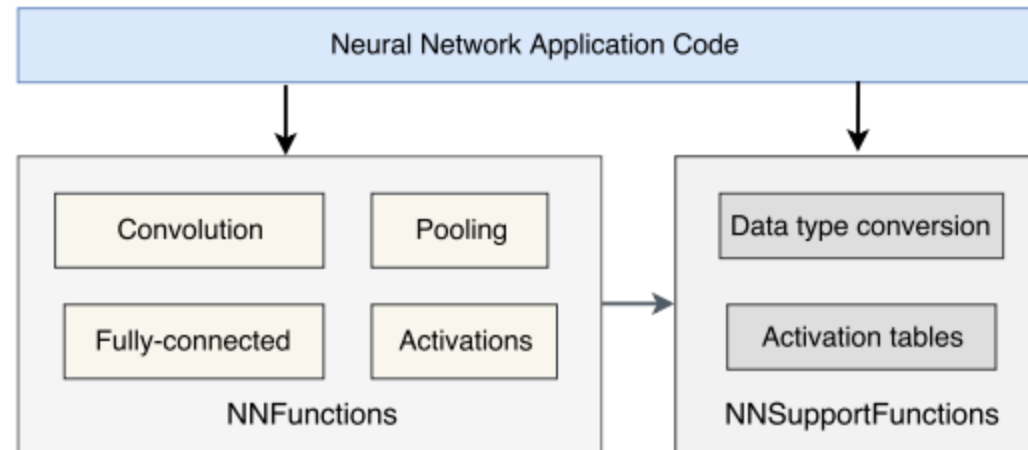 Neural Network Application Code
Convolution
Pooling
Fully-connected
Activations
NNFunctions
Data type conversion
Activation tables
NNSupportFunctions